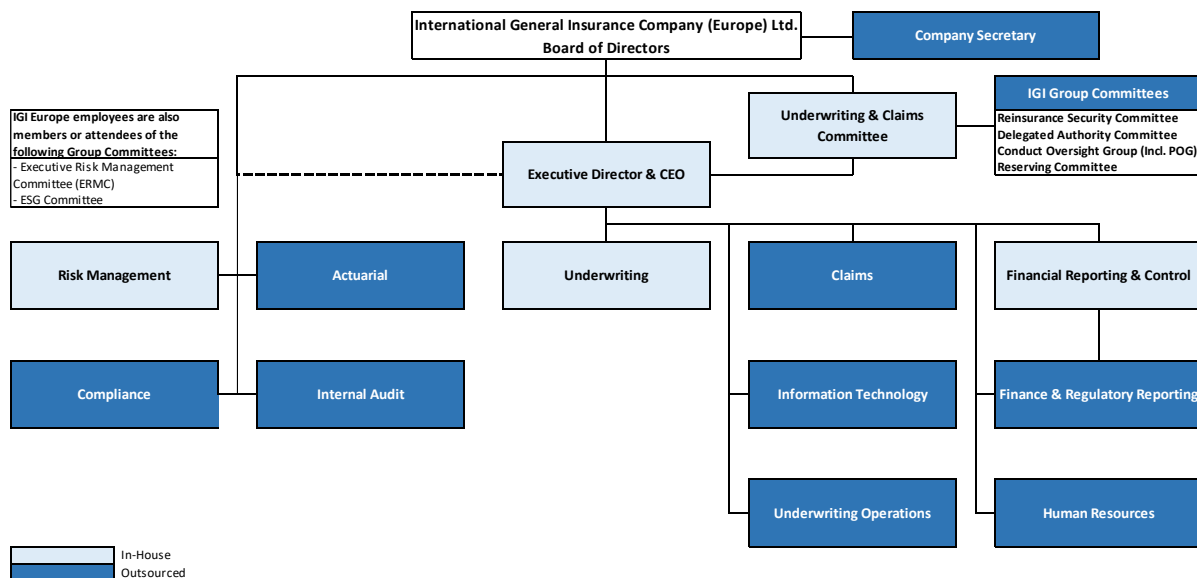 International General Insurance Company (Europe) Ltd.
Board of Directors
Company Secretary
IGI Europe employees are also
members or attendees of the
following Group Committees:
- Executive Risk Management
Committee (ERMC)
- ESG Committee
Underwriting & Claims
Committee
IGI Group Committees
Reinsurance Security Committee
Delegated Authority Committee
Conduct Oversight Group (Incl. POG)
Reserving Committee
Executive Director & CEO
Risk Management
Actuarial
Underwriting
Claims
Financial Reporting & Control
Compliance
Internal Audit
Information Technology
Finance & Regulatory Reporting
Underwriting Operations
Human Resources
In-House
Outsourced